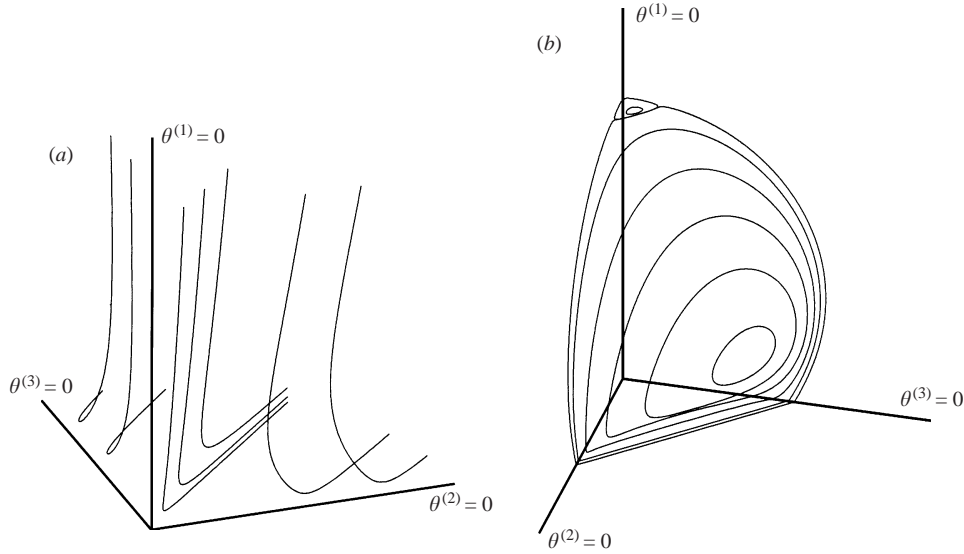 (a)
θ(1) = 0
θ(3) = 0
θ(2) = 0
(b)
θ(1) = 0
θ(3) = 0
θ(2) = 0